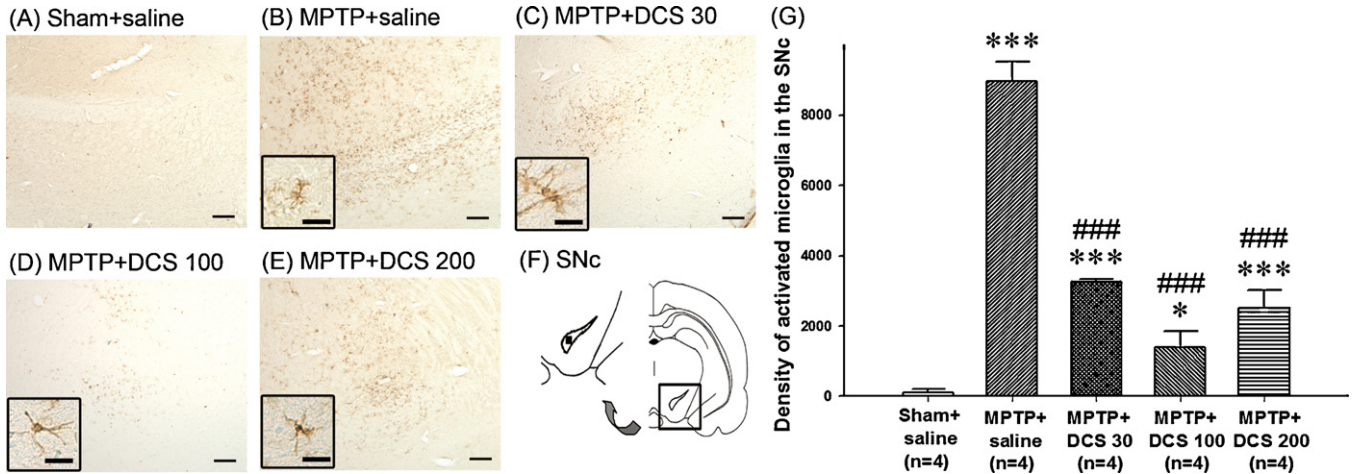 (A) Sham+saline
(B) MPTP+saline
(C) MPTP+DCS 30
(D) MPTP+DCS 100
(E) MPTP+DCS 200
(F) SNc
(G)
Density of activated microglia in the SNc
8000
6000
4000
2000
0
***
###
***
###
*
###
***
Sham+
saline
(n=4)
MPTP+
saline
(n=4)
MPTP+
DCS 30
(n=4)
MPTP+
DCS 100
(n=4)
MPTP+
DCS 200
(n=4)